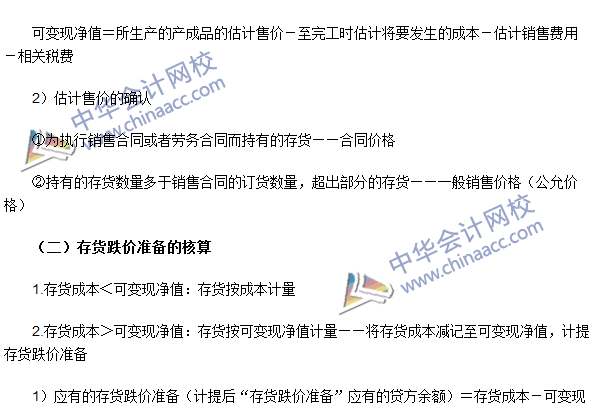 可变现净值＝所生产的产成品的估计售价－至完工时估计将要发生的成本－估计销售费用
－相关税费
2）估计售价的确认
①为执行销售合同或者劳务合同而持有的存货——合同价格
②持有的存货数量多于销售合同的订货数量，超出部分的存货——一般销售价格（公允价
格）
（二）存货跌价准备的核算
1.存货成本＜可变现净值：存货按成本计量
2.存货成本＞可变现净值：存货按可变现净值计量——将存货成本减记至可变现净值，计提
存货跌价准备
1）应有的存货跌价准备（计提后“存货跌价准备”应有的贷方余额）＝存货成本－可变现
中华会计网校
www.chinaacc.com
中华会计网校
www.chinaacc.com